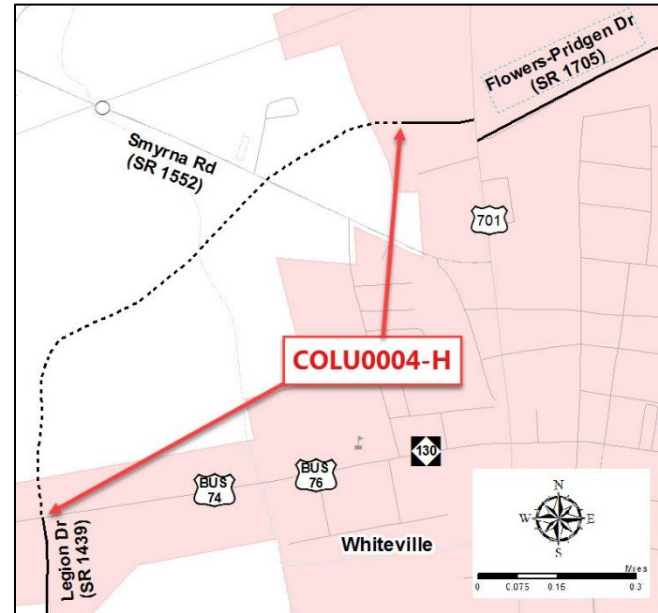 Flowers-Pridgen Dr
(SR 1705)
Smyrna Rd
(SR 1552)
701
COLU0004-H
130
BUS
76
BUS
74
Legion Dr
(SR 1439)
Whiteville
N
W E
S
Miles
0 0.075 0.15 0.3